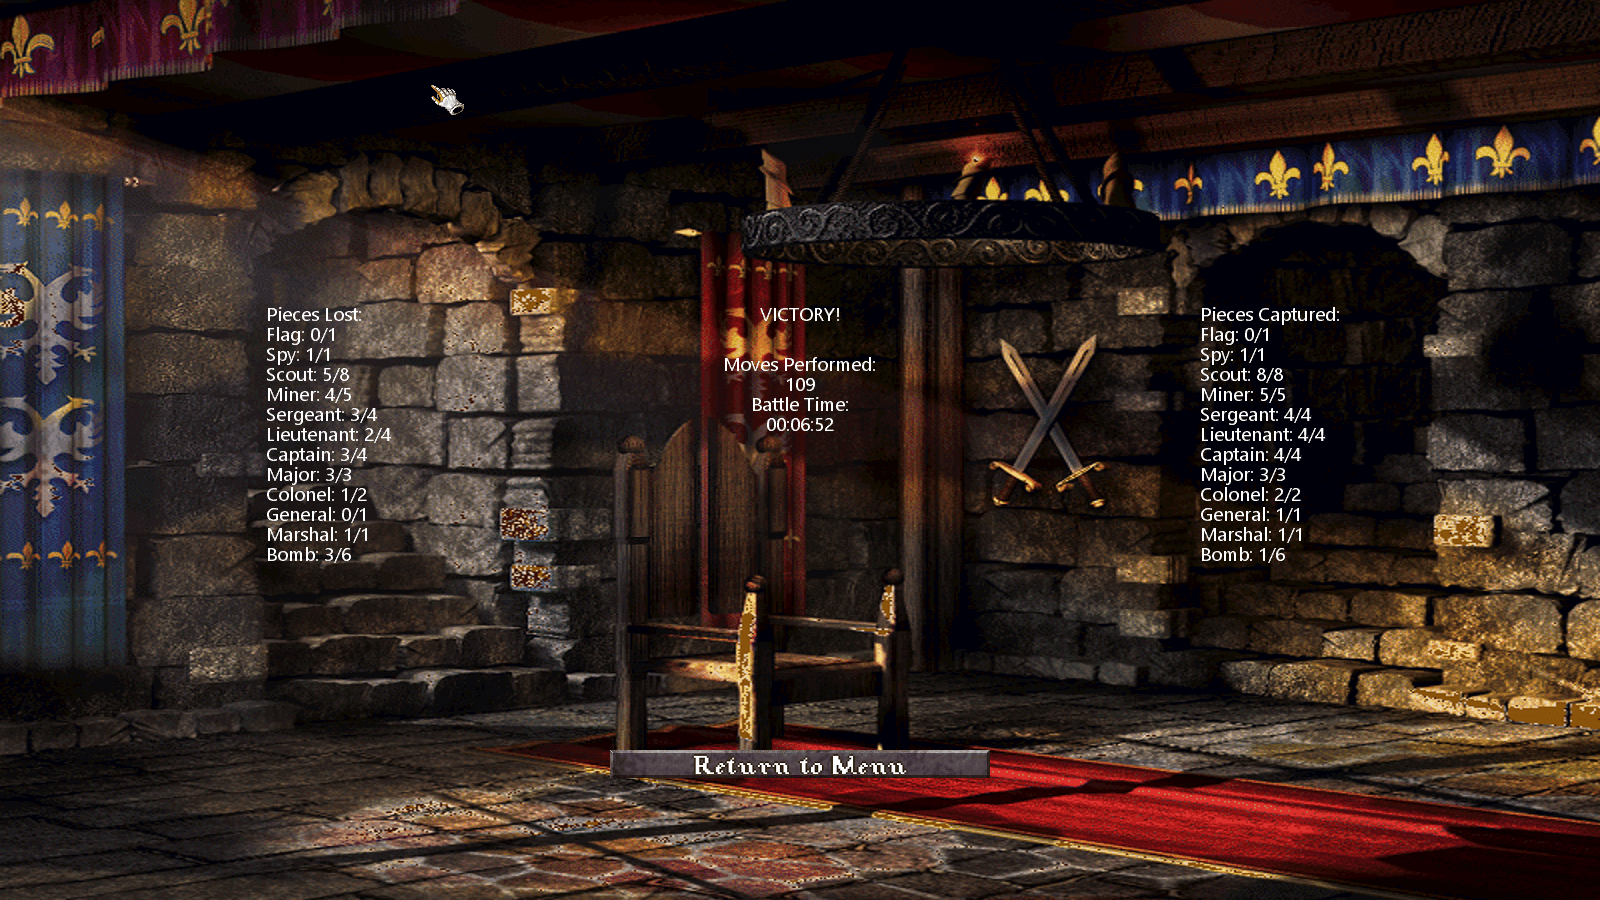 Pieces Lost:
Flag: 0/1
Spy: 1/1
Scout: 5/8
Miner: 4/5
Sergeant: 3/4
Lieutenant: 2/4
Captain: 3/4
Major: 3/3
Colonel: 1/2
General: 0/1
Marshal: 1/1
Bomb: 3/6
VICTORY!
Moves Performed:
109
Battle Time:
00:06:52
Pieces Captured:
Flag: 0/1
Spy: 1/1
Scout: 8/8
Miner: 5/5
Sergeant: 4/4
Lieutenant: 4/4
Captain: 4/4
Major: 3/3
Colonel: 2/2
General: 1/1
Marshal: 1/1
Bomb: 1/6
Return to Menu